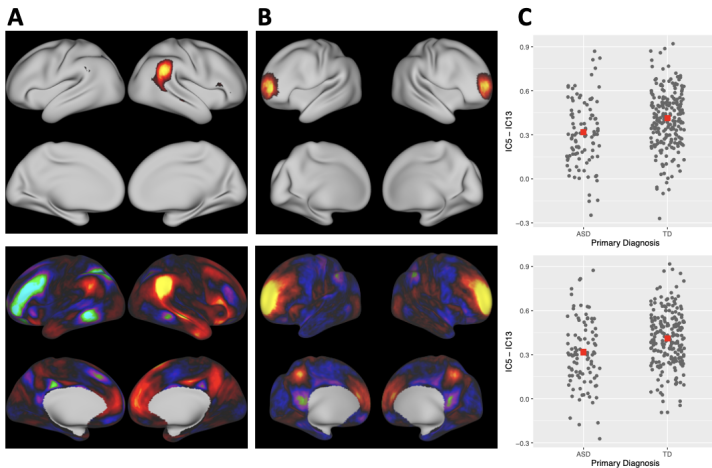 A B C
0.9
0.6
0.3
0.0
−0.3
IC5 − IC13
ASD TD
Primary Diagnosis
0.9
0.6
0.3
0.0
−0.3
IC5 − IC13
ASD TD
Primary Diagnosis